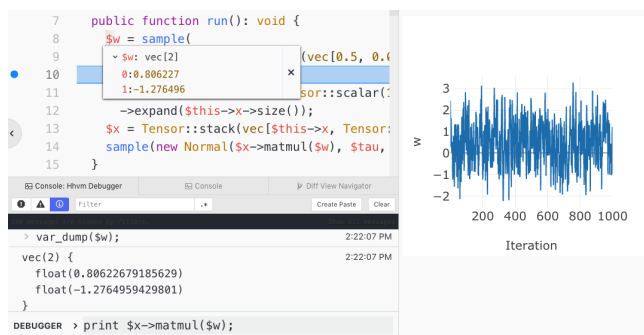 7 public function run(): void {
8 $w = sample(
9 (vec[0.5, 0.0
$w: vec[2]
0:0.806227
1:-1.276496
10
11 sor::scalar(1
12 ->expand($this->x->size());
13 $x = Tensor::stack(vec[$this->x, Tensor:
14 sample(new Normal($x->matmul($w), $tau,
15 }
Console: Hhvm Debugger Console Diff View Navigator
Filter .* Create Paste Clear
> var_dump($w); 2:22:07 PM
vec(2) { 2:22:07 PM
float(0.80622679185629)
float(-1.2764959429801)
}
DEBUGGER > print $x->matmul($w);
3
2
1
0
−1
−2
w
200 400 600 800 1000
Iteration